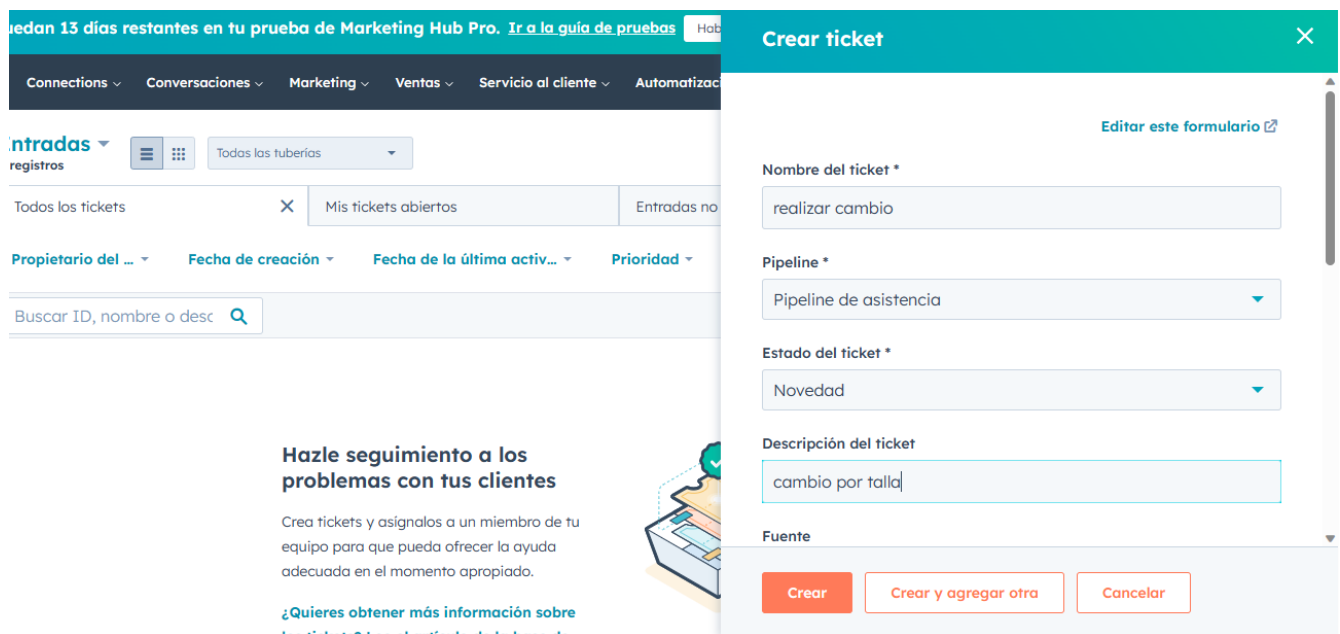 uedan 13 días restantes en tu prueba de Marketing Hub Pro. Ir a la guía de pruebas Hab
Connections Conversaciones Marketing Ventas Servicio al cliente Automatizaci
ntradas
registros
Todas las tuberías
Todos los tickets Mis tickets abiertos Entradas no
Propietario del ... Fecha de creación Fecha de la última activ... Prioridad
Buscar ID, nombre o desc
Hazle seguimiento a los
problemas con tus clientes
Crea tickets y asígnalos a un miembro de tu
equipo para que pueda ofrecer la ayuda
adecuada en el momento apropiado.
¿Quieres obtener más información sobre
Crear ticket
Editar este formulario
Nombre del ticket *
realizar cambio
Pipeline *
Pipeline de asistencia
Estado del ticket *
Novedad
Descripción del ticket
cambio por talla
Fuente
Crear Crear y agregar otra Cancelar